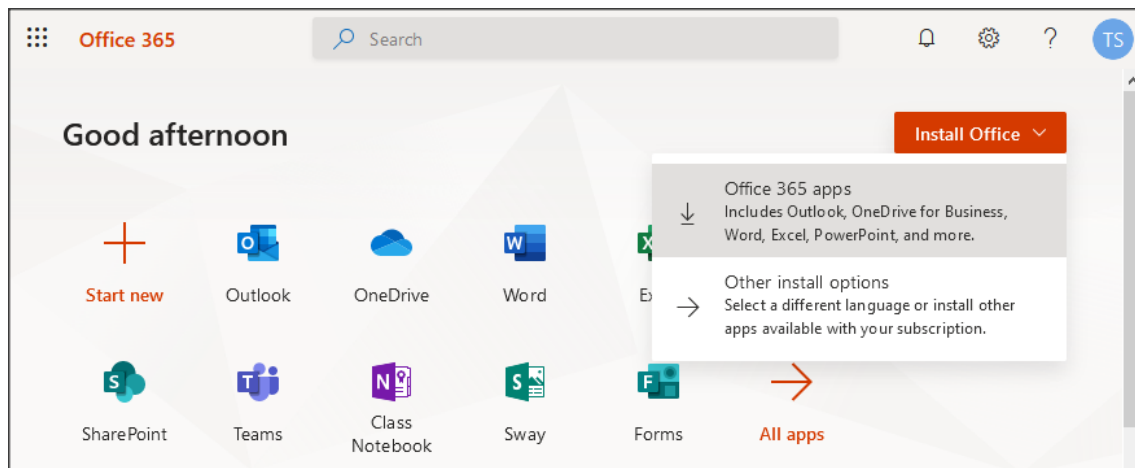 Office 365
Search
TS
Good afternoon
Install Office
Office 365 apps
Includes Outlook, OneDrive for Business,
Word, Excel, PowerPoint, and more.
Other install options
Select a different language or install other
apps available with your subscription.
Start new
Outlook
OneDrive
Word
SharePoint
Teams
Class
Notebook
Sway
Forms
All apps